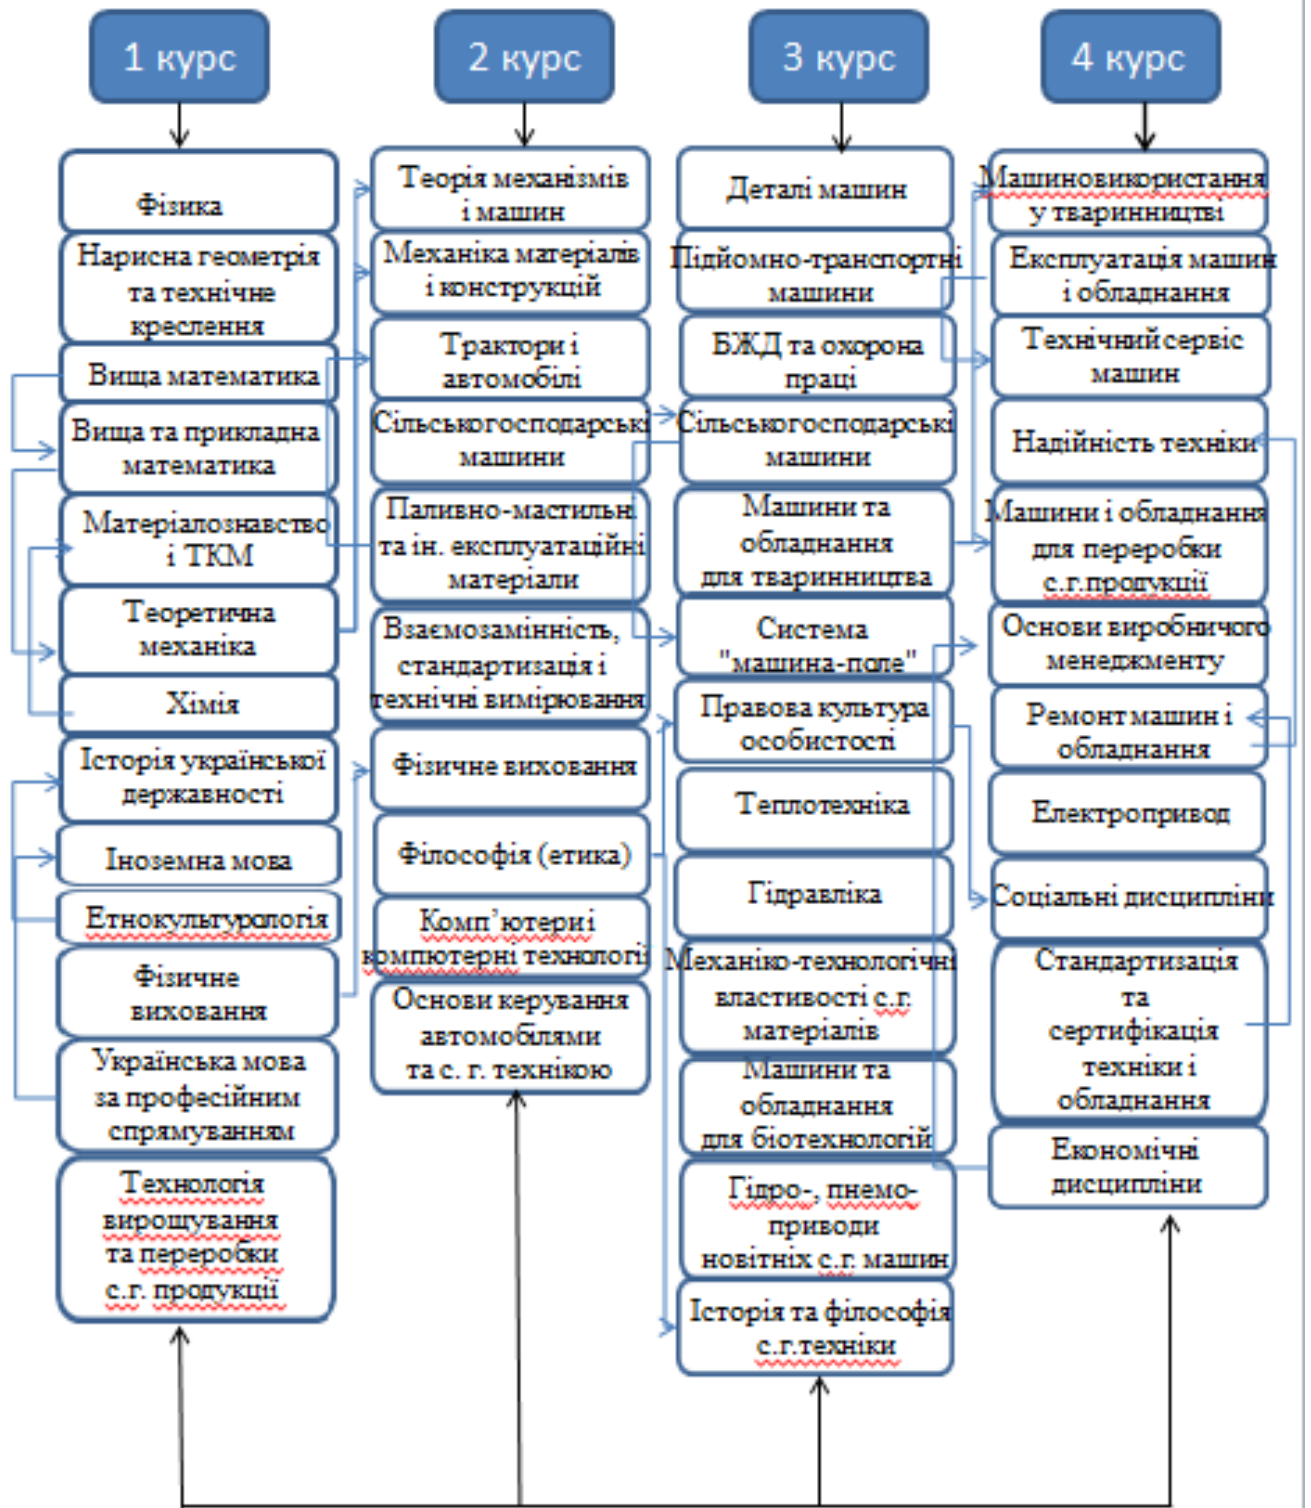 1 курс
2 курс
3 курс
4 курс
Фізика
Нарисна геометрія
та технічне
креслення
Вища математика
Вища та прикладна
математика
Матеріалознавство
і ТКМ
Теоретична
механіка
Хімія
Історія української
державності
Іноземна мова
Етнокультурологія
Фізичне
виховання
Українська мова
за професійним
спрямуванням
Технологія
вирощування
та переробки
с.г. продукції
Теорія механізмів
і машин
Механіка матеріалів
і конструкцій
Трактори і
автомобілі
Сільськогосподарські
машини
Паливно-мастильні
та ін. експлуатаційні
матеріали
Взаємозамінність,
стандартизація і
технічні вимірювання
Фізичне виховання
Філософія (етика)
Комп’ютери і
компютерні технології
Основи керування
автомобілями
та с. г. технікою
Деталі машин
Підйомно-транспортні
машини
БЖД та охорона
праці
Сільськогосподарські
машини
Машини та
обладнання
для тваринництва
Система
"машина-поле"
Правова культура
особистості
Теплотехніка
Гідравліка
Механіко-технологічні
властивості с.г.
матеріалів
Машини та
обладнання
для біотехнологій
Гідро-, пнемо-
приводи
новітніх с.г. машин
Історія та філософія
с.г.техніки
Машиновикористання
у тваринництві
Експлуатація машин
і обладнання
Технічний сервіс
машин
Надійність техніки
Машини і обладнання
для переробки
с.г.продукції
Основи виробничого
менеджменту
Ремонт машин і
обладнання
Електропривод
Соціальні дисципліни
Стандартизація
та
сертифікація
техніки і
обладнання
Економічні
дисципліни